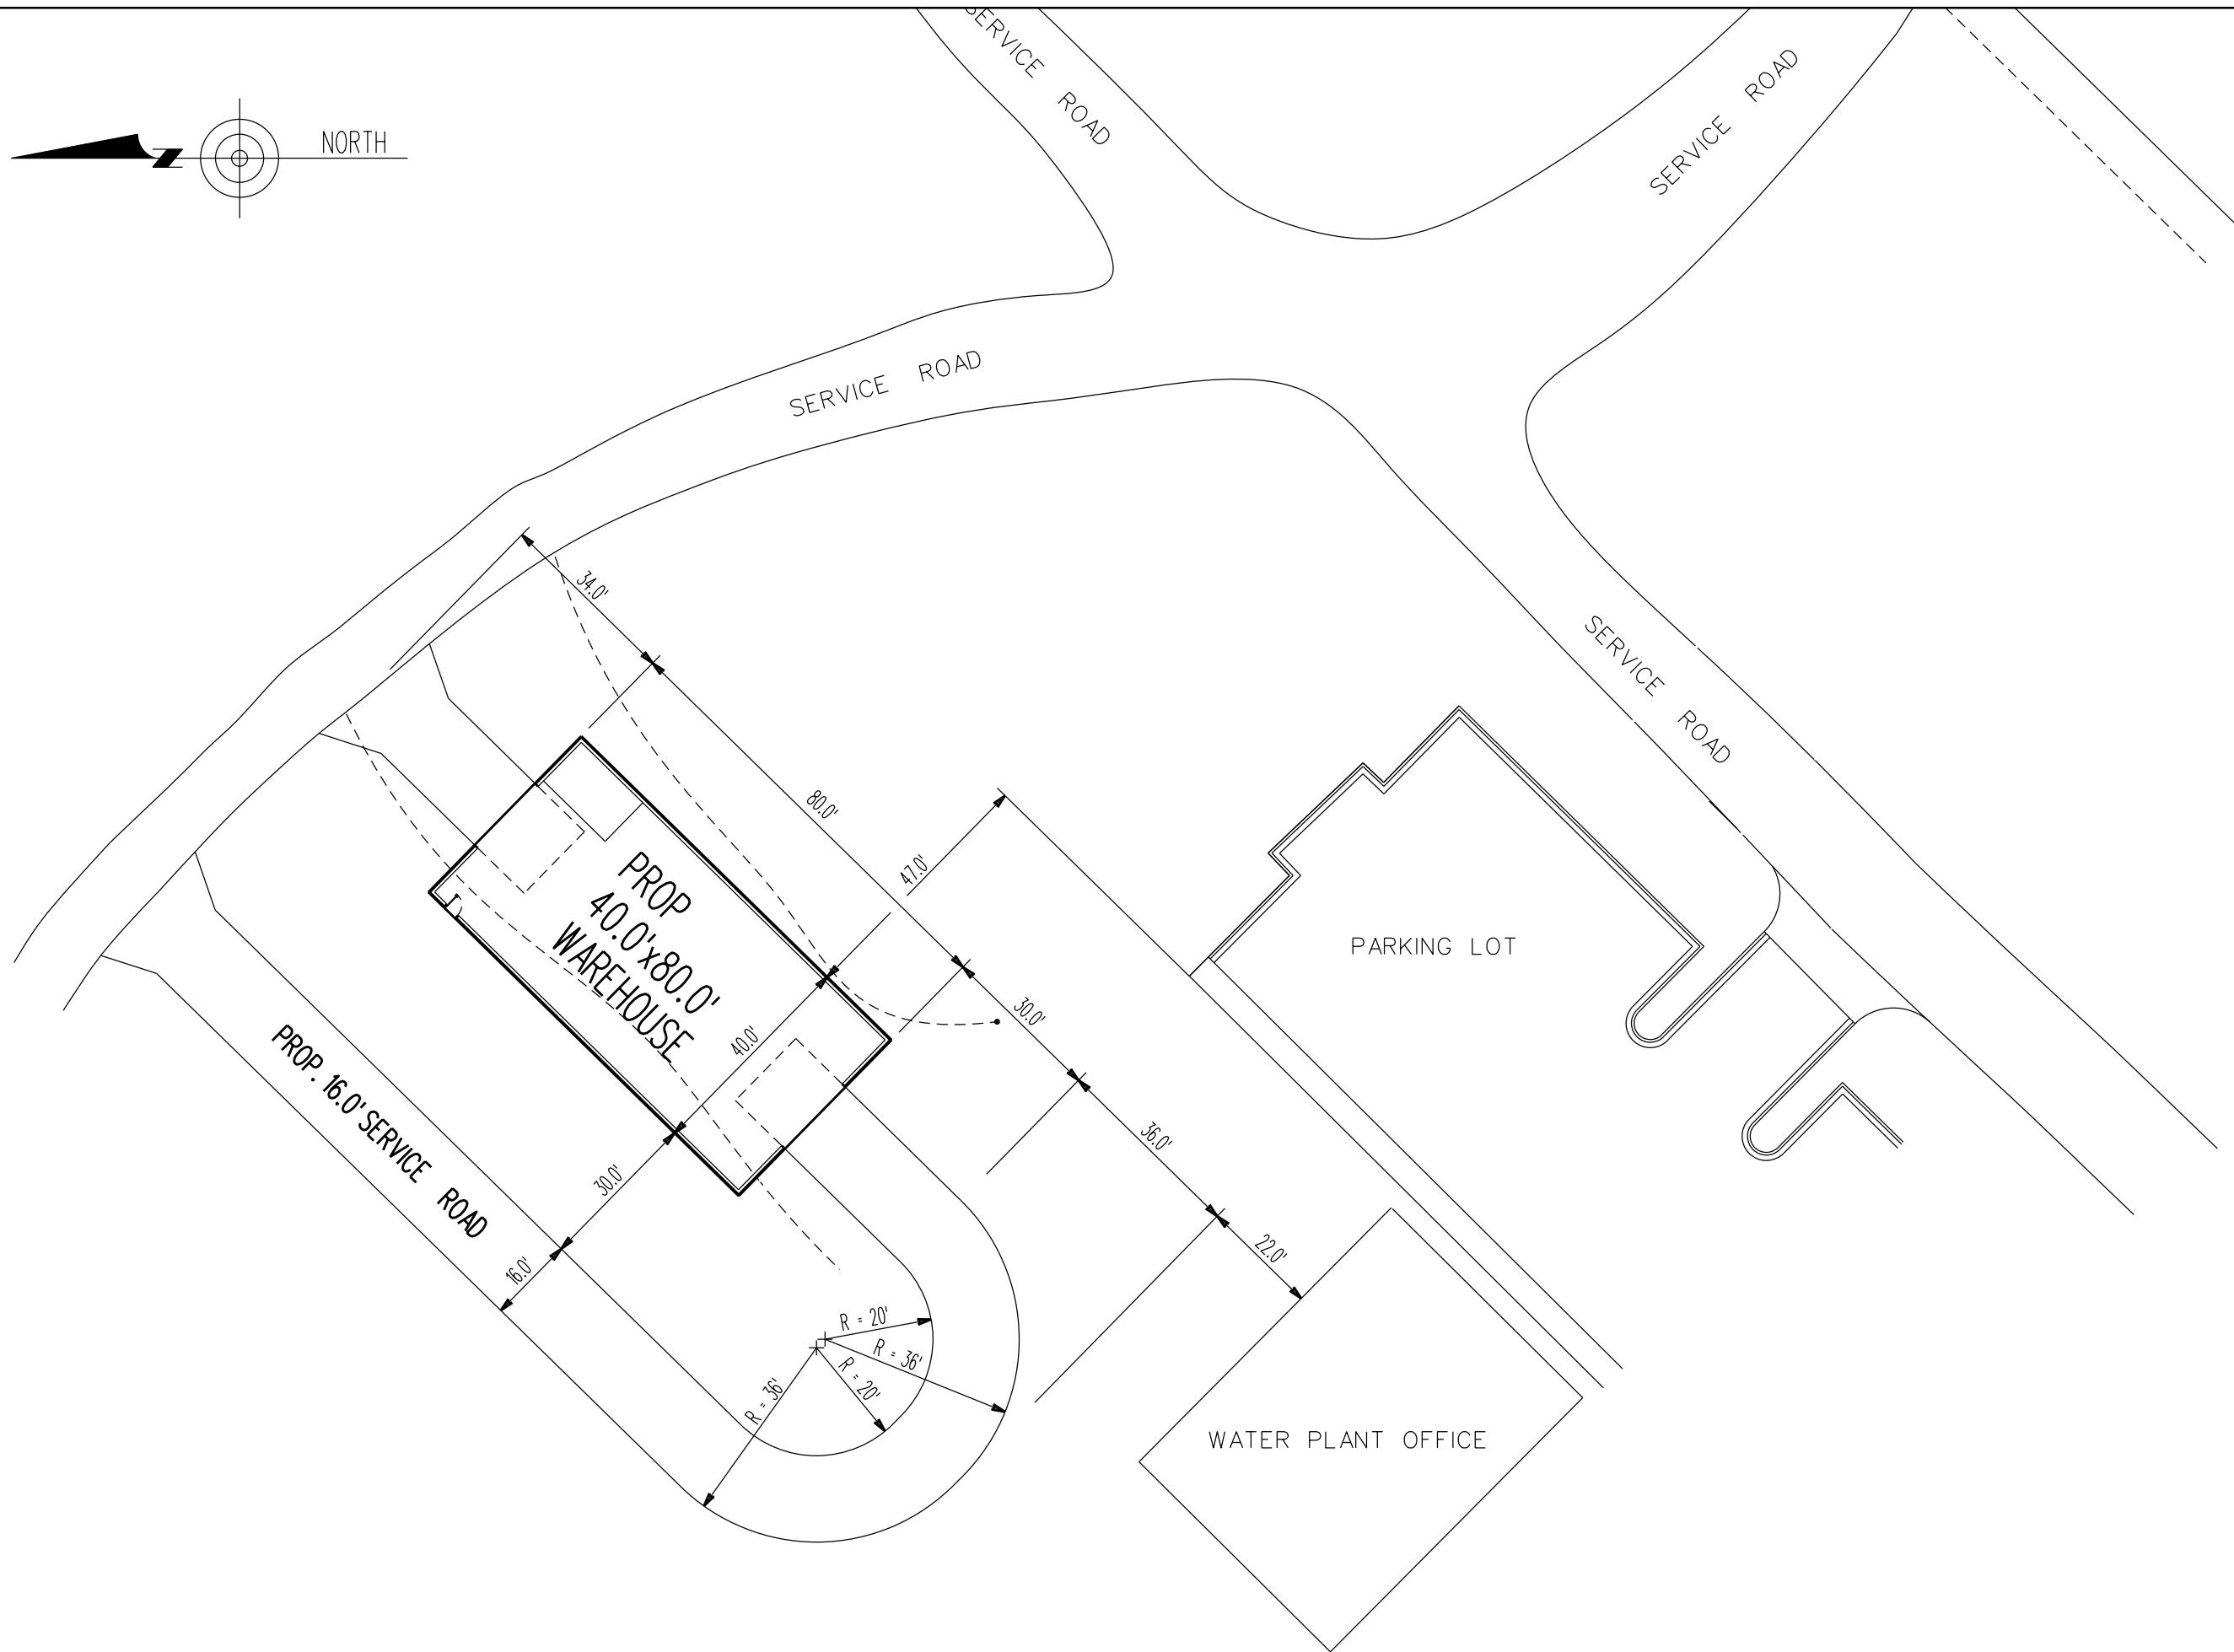 SERVICE ROAD
SERVICE ROAD
NORTH
SERVICE ROAD
34.0'
SERVICE ROAD
80.0'
47.0'
PROP
40.0'x80.0'
WAREHOUSE
PARKING LOT
30.0'
40.0'
PROP. 16.0' SERVICE ROAD
36.0'
30.0'
22.0'
16.0'
R = 20'
R = 36'
R = 20'
R = 36'
WATER PLANT OFFICE